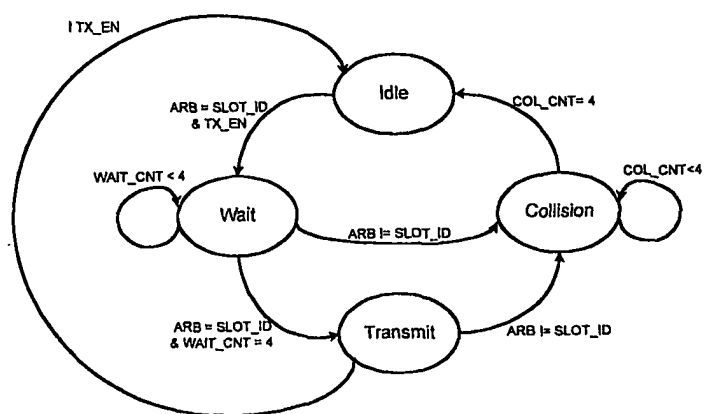 ! TX_EN
Idle
ARB = SLOT_ID
& TX_EN
COL_CNT= 4
WAIT_CNT < 4
COL_CNT<4
Wait
Collision
ARB != SLOT_ID
ARB = SLOT_ID
& WAIT_CNT = 4
Transmit
ARB != SLOT_ID